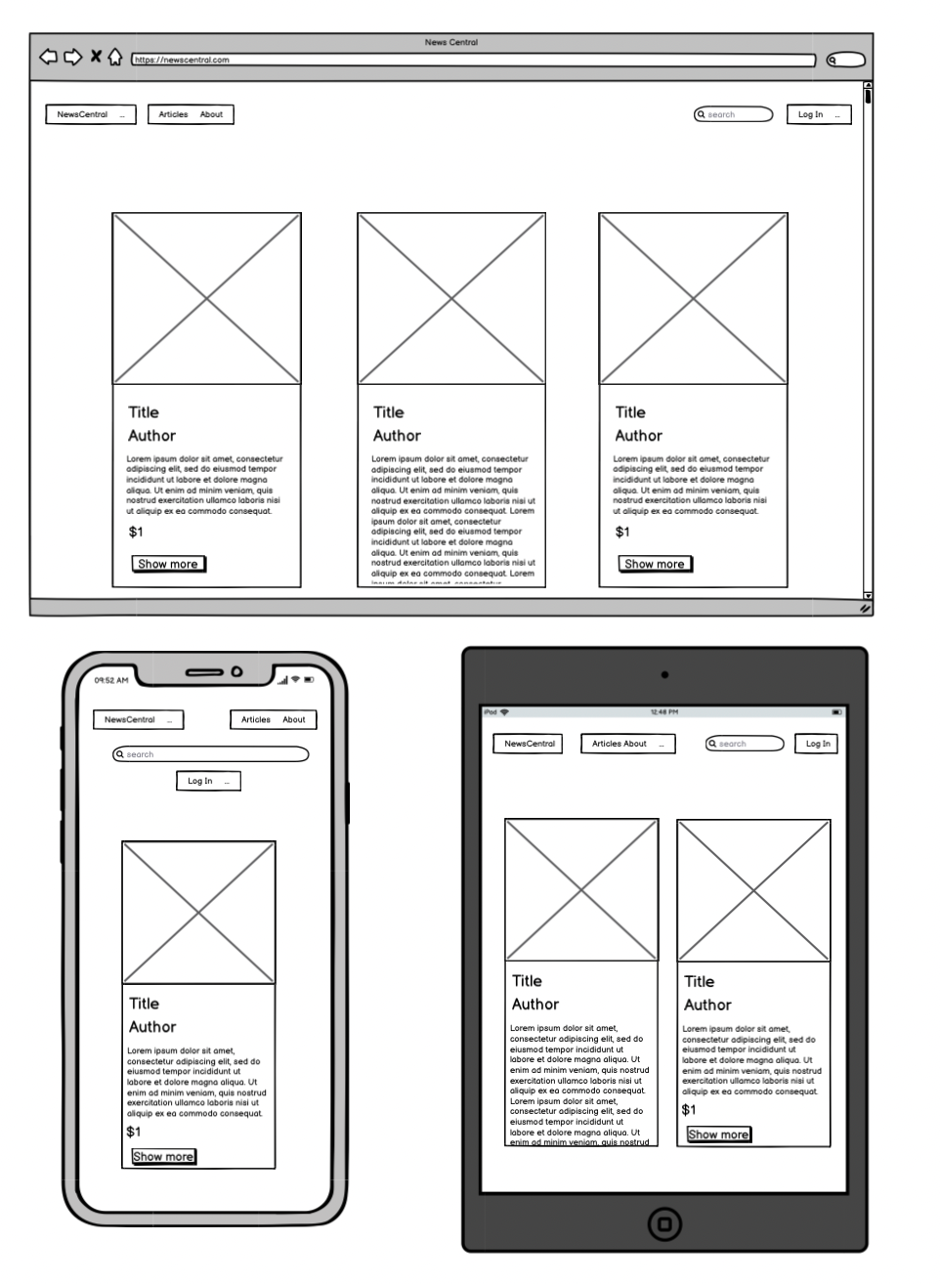 News Central
https://newscentral.com
NewsCentral ...
Articles About
search
Log In ...
Title
Author
Lorem ipsum dolor sit amet, consectetur
adipiscing elit, sed do eiusmod tempor
incididunt ut labore et dolore magna
aliqua. Ut enim ad minim veniam, quis
nostrud exercitation ullamco laboris nisi
ut aliquip ex ea commodo consequat.
$1
Show more
Title
Author
Lorem ipsum dolor sit amet, consectetur
adipiscing elit, sed do eiusmod tempor
incididunt ut labore et dolore magna
aliqua. Ut enim ad minim veniam, quis
nostrud exercitation ullamco laboris nisi ut
aliquip ex ea commodo consequat. Lorem
ipsum dolor sit amet, consectetur
adipiscing elit, sed do eiusmod tempor
incididunt ut labore et dolore magna
aliqua. Ut enim ad minim veniam, quis
nostrud exercitation ullamco laboris nisi ut
aliquip ex ea commodo consequat. Lorem
ipsum dolor sit amet, consectetur
Title
Author
Lorem ipsum dolor sit amet, consectetur
adipiscing elit, sed do eiusmod tempor
incididunt ut labore et dolore magna
aliqua. Ut enim ad minim veniam, quis
nostrud exercitation ullamco laboris nisi
ut aliquip ex ea commodo consequat.
$1
Show more
09:52 AM
NewsCentral ...
Articles About
search
Log In ...
Title
Author
Lorem ipsum dolor sit amet,
consectetur adipiscing elit, sed do
eiusmod tempor incididunt ut
labore et dolore magna aliqua. Ut
enim ad minim veniam, quis nostrud
exercitation ullamco laboris nisi ut
aliquip ex ea commodo consequat.
$1
Show more
iPod
12:48 PM
NewsCentral
Articles About ...
search
Log In
Title
Author
Lorem ipsum dolor sit amet,
consectetur adipiscing elit, sed do
eiusmod tempor incididunt ut
labore et dolore magna aliqua. Ut
enim ad minim veniam, quis nostrud
exercitation ullamco laboris nisi ut
aliquip ex ea commodo consequat.
Lorem ipsum dolor sit amet,
consectetur adipiscing elit, sed do
eiusmod tempor incididunt ut
labore et dolore magna aliqua. Ut
enim ad minim veniam, quis nostrud
Title
Author
Lorem ipsum dolor sit amet,
consectetur adipiscing elit, sed do
eiusmod tempor incididunt ut
labore et dolore magna aliqua. Ut
enim ad minim veniam, quis nostrud
exercitation ullamco laboris nisi ut
aliquip ex ea commodo consequat.
$1
Show more